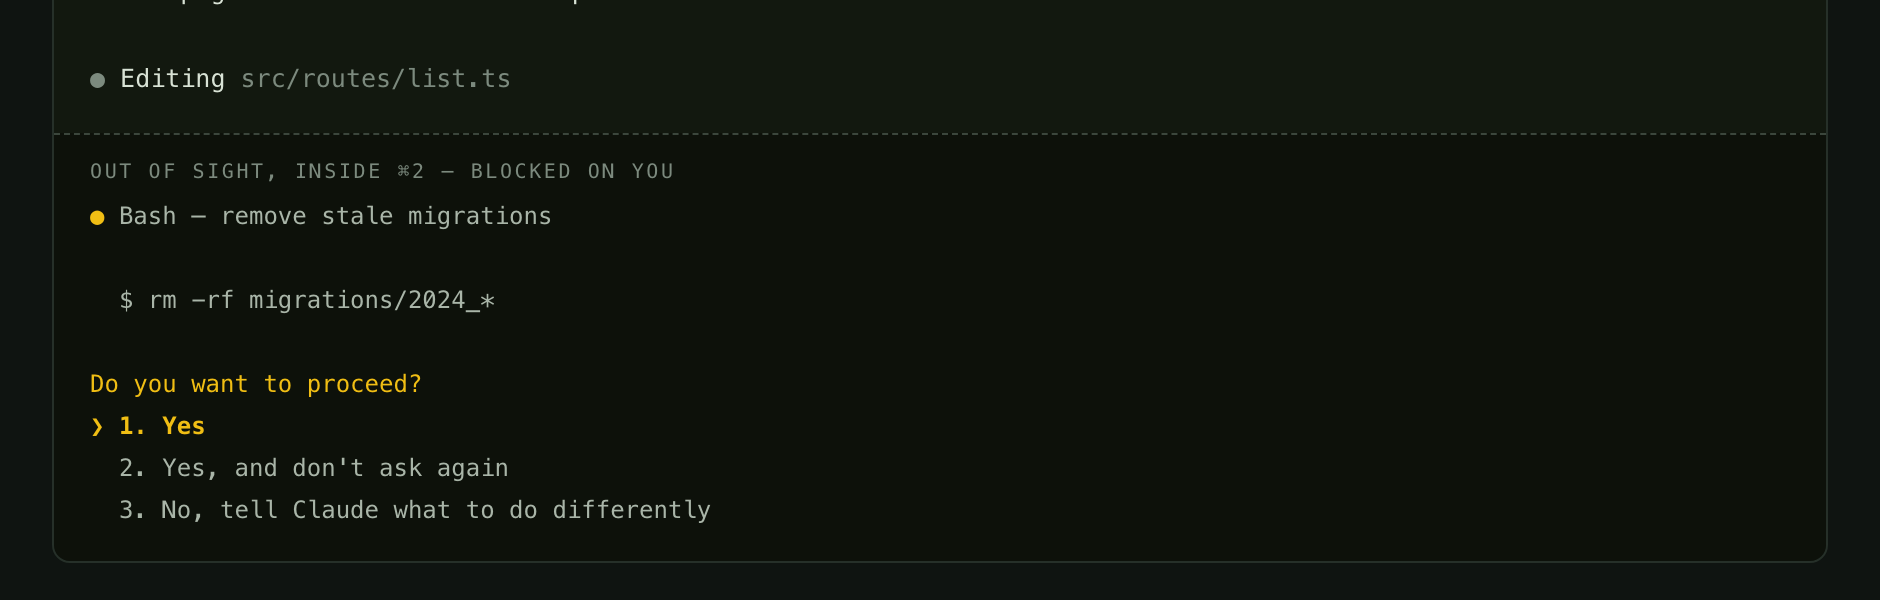 ● Editing src/routes/list.ts
OUT OF SIGHT, INSIDE ⌘2 — BLOCKED ON YOU
● Bash — remove stale migrations
$ rm -rf migrations/2024_*
Do you want to proceed?
❯ 1. Yes
2. Yes, and don't ask again
3. No, tell Claude what to do differently